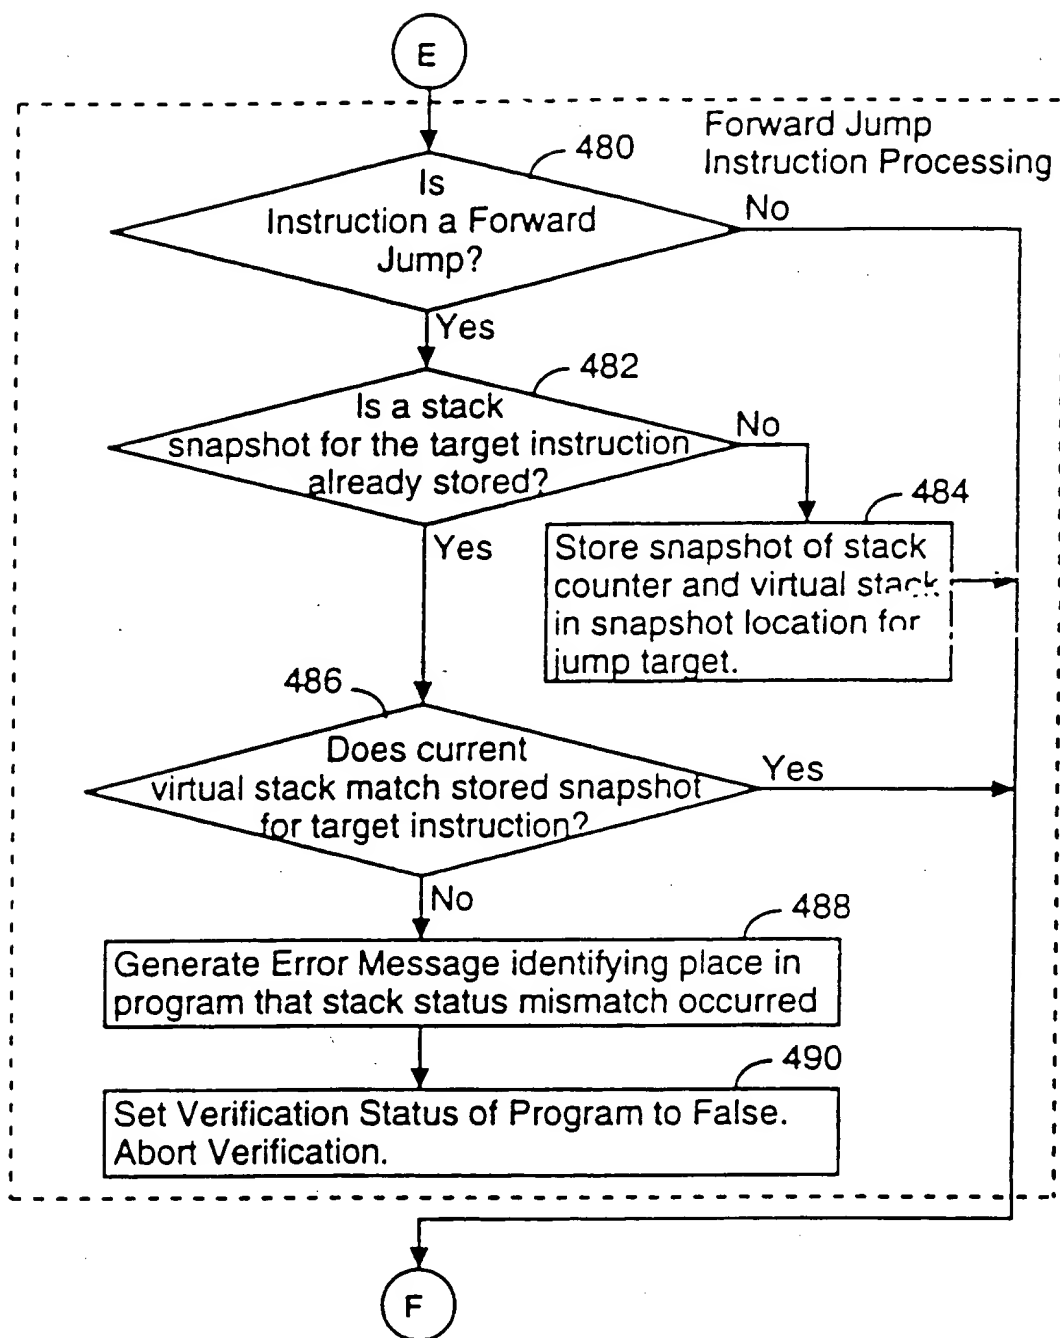 E
Forward Jump
Instruction Processing
480
Is
Instruction a Forward
Jump?
No
Yes
482
Is a stack
snapshot for the target instruction
already stored?
No
Yes
484
Store snapshot of stack
counter and virtual stack
in snapshot location for
jump target.
486
Does current
virtual stack match stored snapshot
for target instruction?
Yes
No
488
Generate Error Message identifying place in
program that stack status mismatch occurred
490
Set Verification Status of Program to False.
Abort Verification.
F